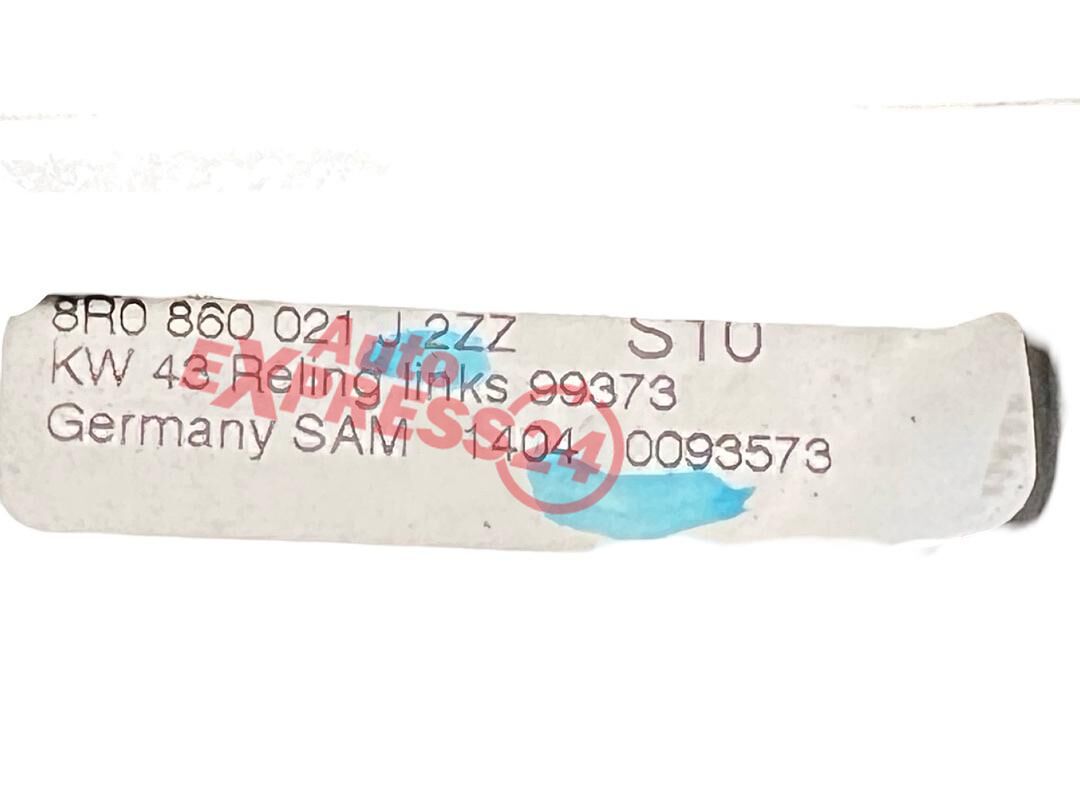 8R0 860 021 J 2ZZ S10
KW 43 Reling links 99373
Germany SAM 1404 0093573
Auto
EXPRESS24